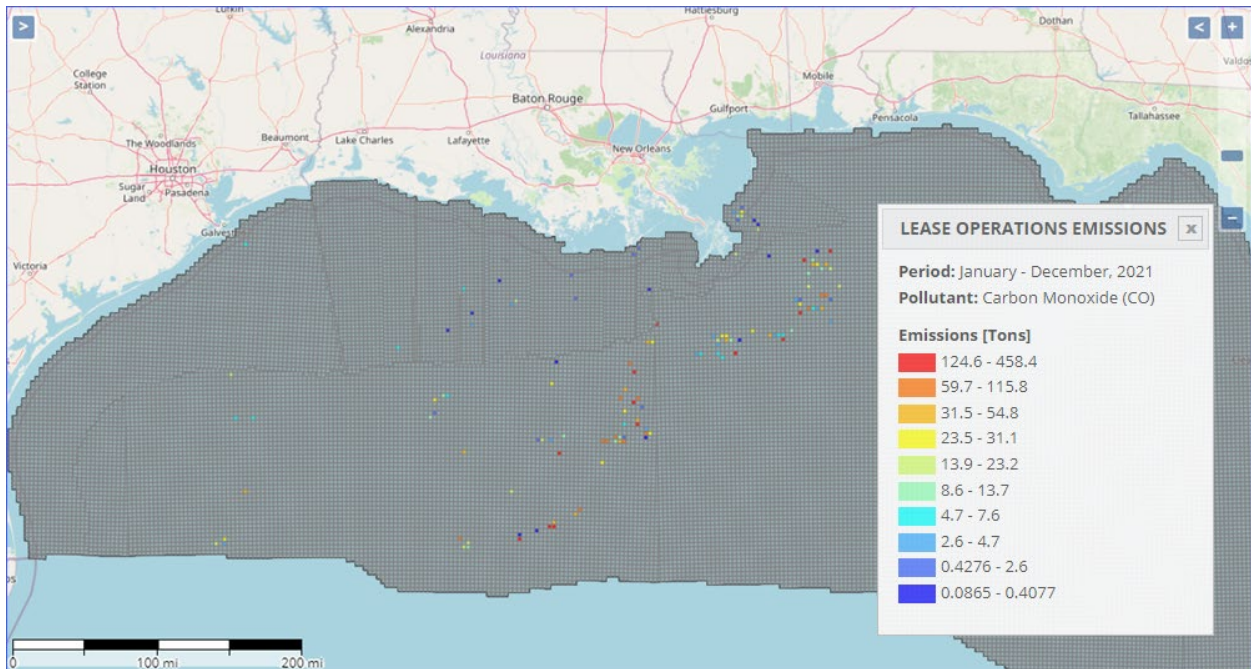 >
Lufkin
Alexandria
Hattiesburg
Dothan
<
+
Louisiana
Valdos
College
Station
Mobile
Baton Rouge
Gulfport
Pensacola
Tallahassee
The Woodlands
Beaumont
Lake Charles
Lafayette
New Orleans
Houston
Sugar
Land
Pasadena
Galvest
Victoria
–
LEASE OPERATIONS EMISSIONS
x
Period: January - December, 2021
Pollutant: Carbon Monoxide (CO)
Emissions [Tons]
124.6 - 458.4
59.7 - 115.8
31.5 - 54.8
23.5 - 31.1
13.9 - 23.2
8.6 - 13.7
4.7 - 7.6
2.6 - 4.7
0.4276 - 2.6
0.0865 - 0.4077
os
0
100 mi
200 mi